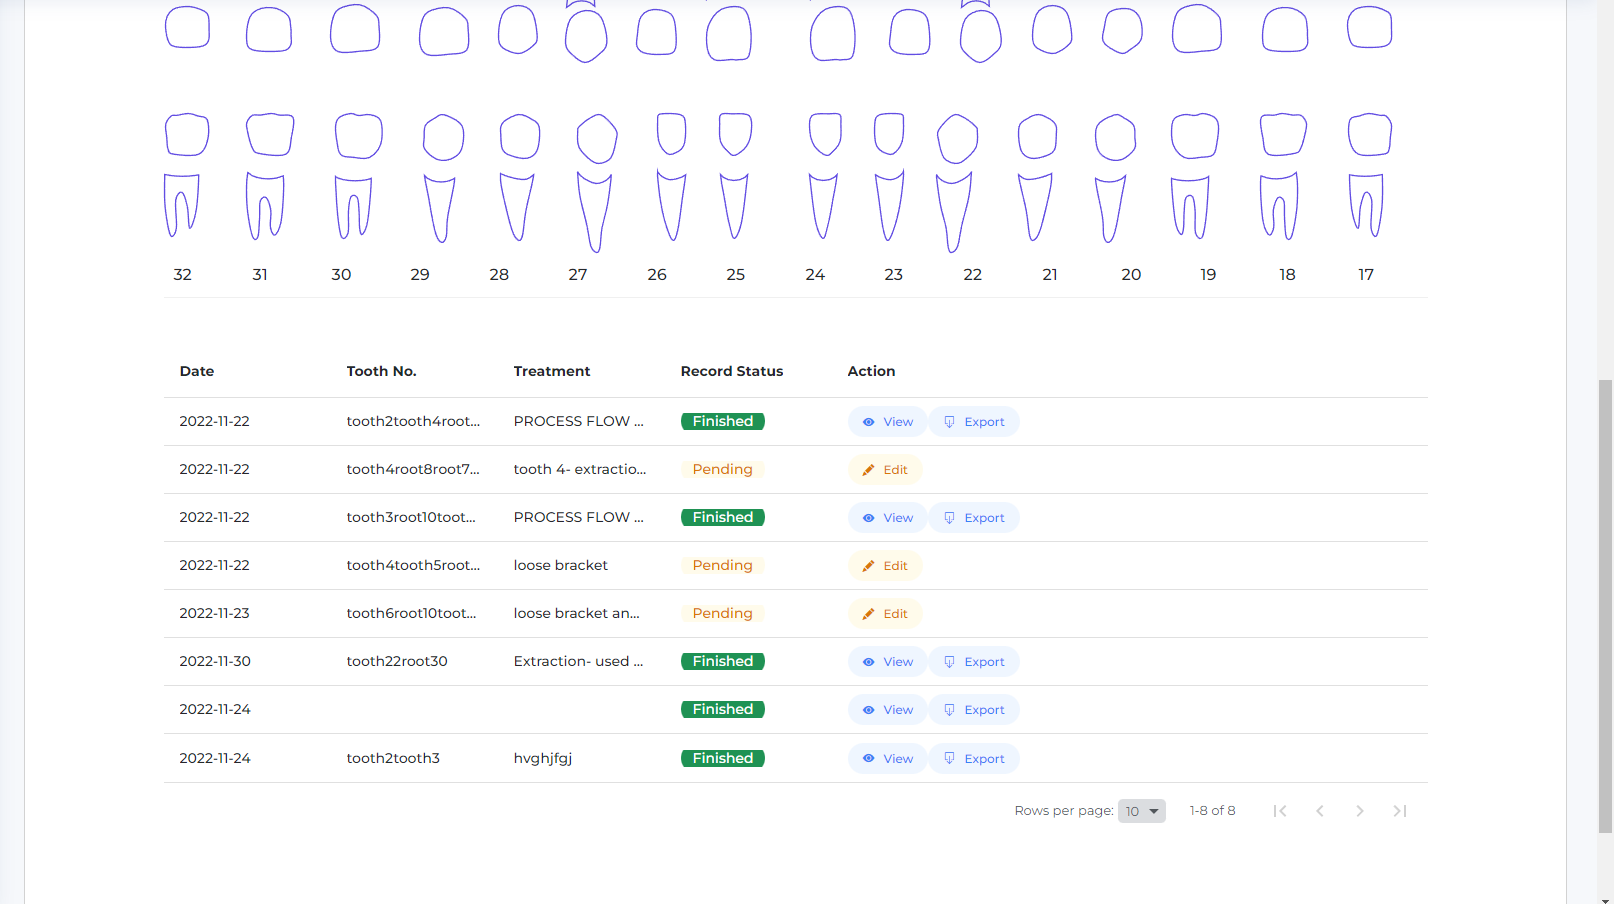 32 31 30 29 28 27 26 25 24 23 22 21 20 19 18 17
Date Tooth No. Treatment Record Status Action
2022-11-22 tooth2tooth4root... PROCESS FLOW ... Finished View Export
2022-11-22 tooth4root8root7... tooth 4- extractio... Pending Edit
2022-11-22 tooth3root10toot... PROCESS FLOW ... Finished View Export
2022-11-22 tooth4tooth5root... loose bracket Pending Edit
2022-11-23 tooth6root10toot... loose bracket an... Pending Edit
2022-11-30 tooth22root30 Extraction- used ... Finished View Export
2022-11-24 Finished View Export
2022-11-24 tooth2tooth3 hvghjfgj Finished View Export
Rows per page: 10 1-8 of 8